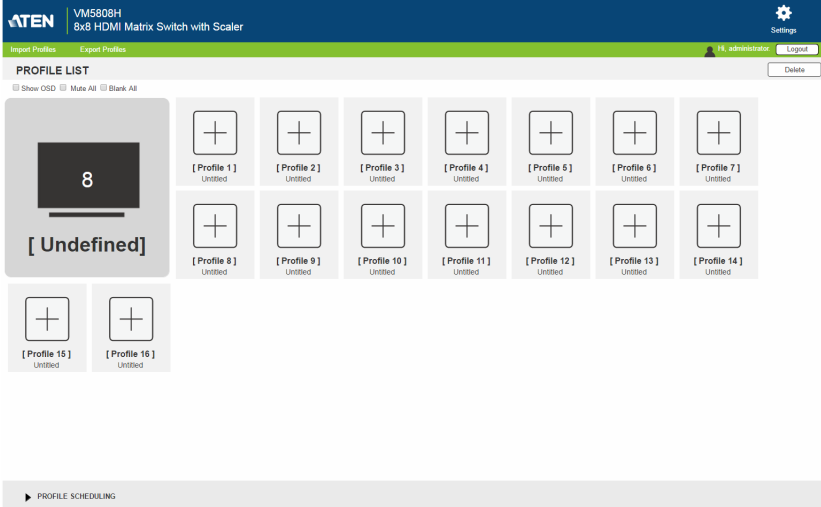 ATEN
VM5808H
8x8 HDMI Matrix Switch with Scaler
Settings
Import Profiles Export Profiles Hi, administrator. Logout
PROFILE LIST Delete
Show OSD Mute All Blank All
8
[ Undefined]
[ Profile 1 ] [ Profile 2 ] [ Profile 3 ] [ Profile 4 ] [ Profile 5 ] [ Profile 6 ] [ Profile 7 ]
Untitled Untitled Untitled Untitled Untitled Untitled Untitled
[ Profile 8 ] [ Profile 9 ] [ Profile 10 ] [ Profile 11 ] [ Profile 12 ] [ Profile 13 ] [ Profile 14 ]
Untitled Untitled Untitled Untitled Untitled Untitled Untitled
[ Profile 15 ] [ Profile 16 ]
Untitled Untitled
PROFILE SCHEDULING